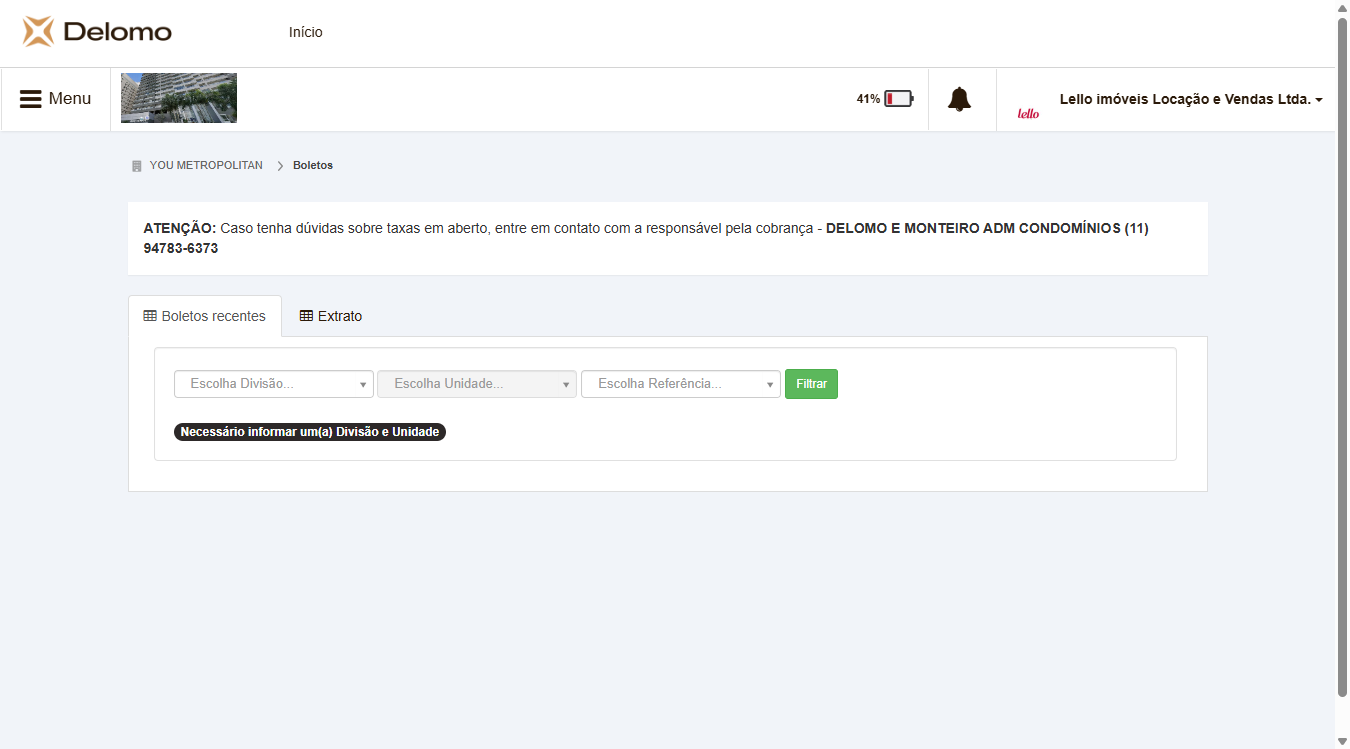 Delomo
Início
Menu
41%
lello
Lello imóveis Locação e Vendas Ltda.
YOU METROPOLITAN
Boletos
ATENÇÃO: Caso tenha dúvidas sobre taxas em aberto, entre em contato com a responsável pela cobrança - DELOMO E MONTEIRO ADM CONDOMÍNIOS (11)
94783-6373
Boletos recentes
Extrato
Escolha Divisão...
Escolha Unidade...
Escolha Referência...
Filtrar
Necessário informar um(a) Divisão e Unidade